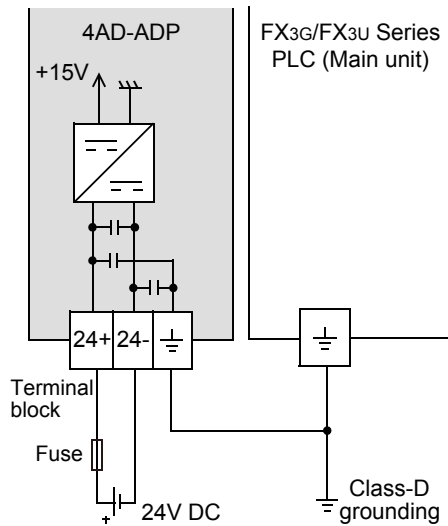 4AD-ADP
FX3G/FX3U Series
PLC (Main unit)
+15V
24+ 24-
Terminal
block
Fuse
+
24V DC
Class-D
grounding